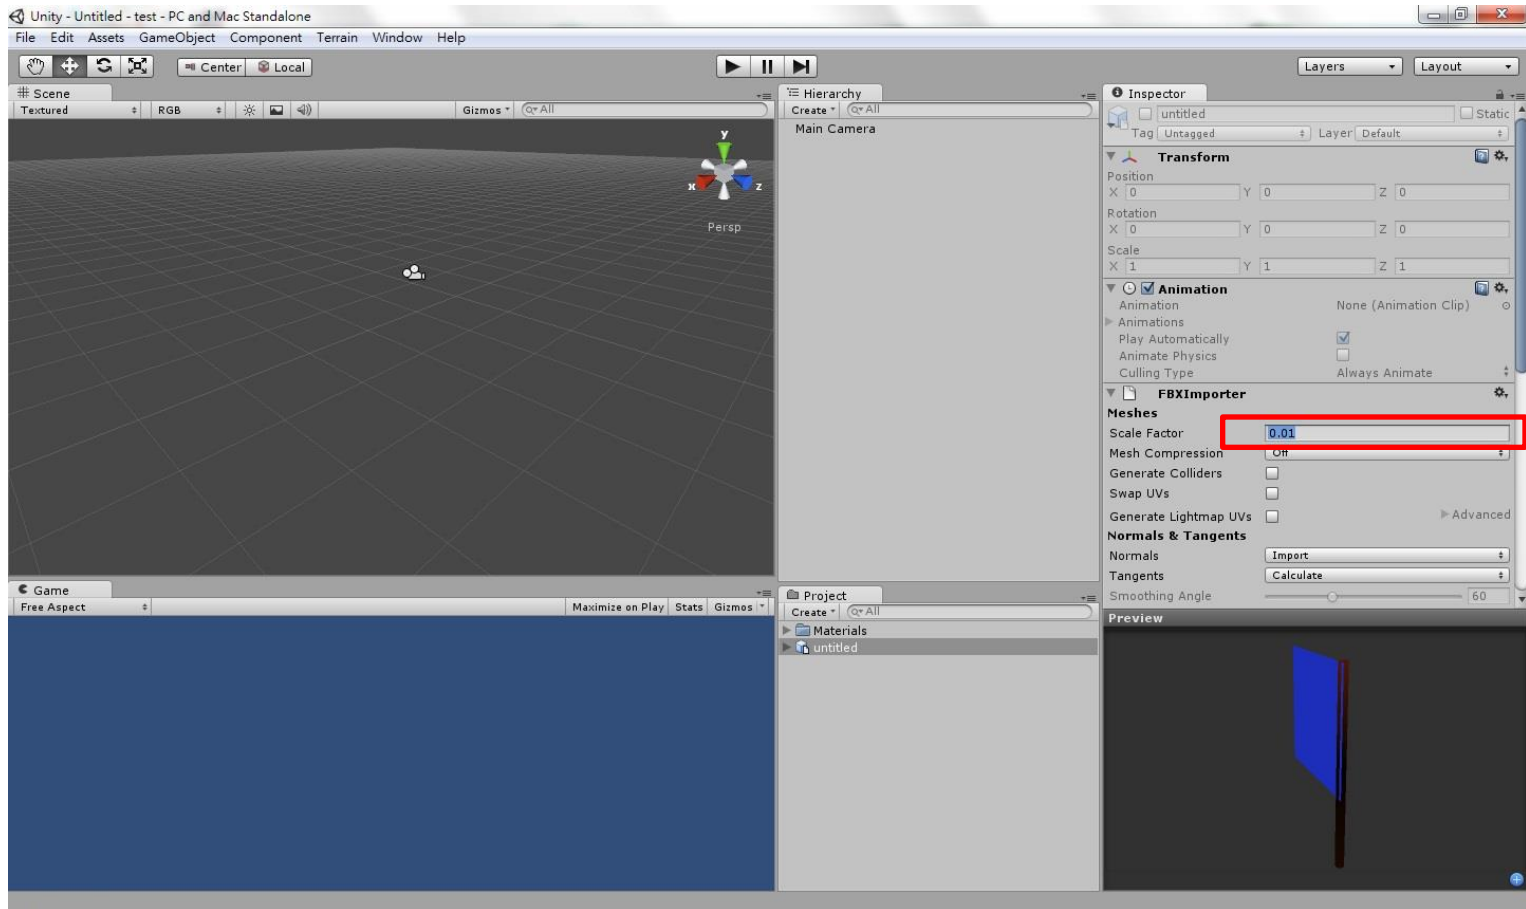 Unity - Untitled - test - PC and Mac Standalone
File Edit Assets GameObject Component Terrain Window Help
Center Local
Layers Layout
Scene
Textured RGB Gizmos All
y
x z
Persp
Hierarchy
Create All
Main Camera
Inspector
untitled Static
Tag Untagged Layer Default
Transform
Position
X 0 Y 0 Z 0
Rotation
X 0 Y 0 Z 0
Scale
X 1 Y 1 Z 1
Animation
Animation None (Animation Clip)
Animations
Play Automatically
Animate Physics
Culling Type Always Animate
FBXImporter
Meshes
Scale Factor 0.01
Mesh Compression Off
Generate Colliders
Swap UVs
Generate Lightmap UVs Advanced
Normals & Tangents
Normals Import
Tangents Calculate
Smoothing Angle 60
Game
Free Aspect Maximize on Play Stats Gizmos
Project
Create All
Materials
untitled
Preview